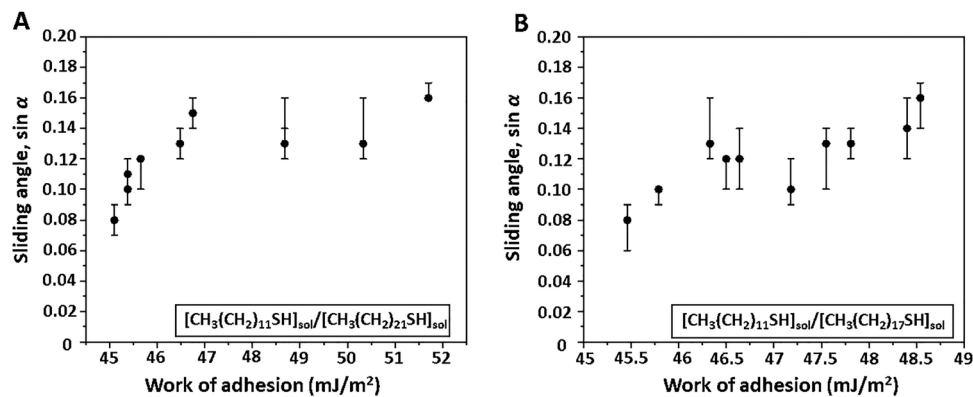 A
Sliding angle, sin α
0.20
0.18
0.16
0.14
0.12
0.10
0.08
0.06
0.04
0.02
0
[CH3(CH2)11SH]sol/[CH3(CH2)21SH]sol
45 46 47 48 49 50 51 52
Work of adhesion (mJ/m²)
B
Sliding angle, sin α
0.20
0.18
0.16
0.14
0.12
0.10
0.08
0.06
0.04
0.02
0
[CH3(CH2)11SH]sol/[CH3(CH2)17SH]sol
45 45.5 46 46.5 47 47.5 48 48.5 49
Work of adhesion (mJ/m²)